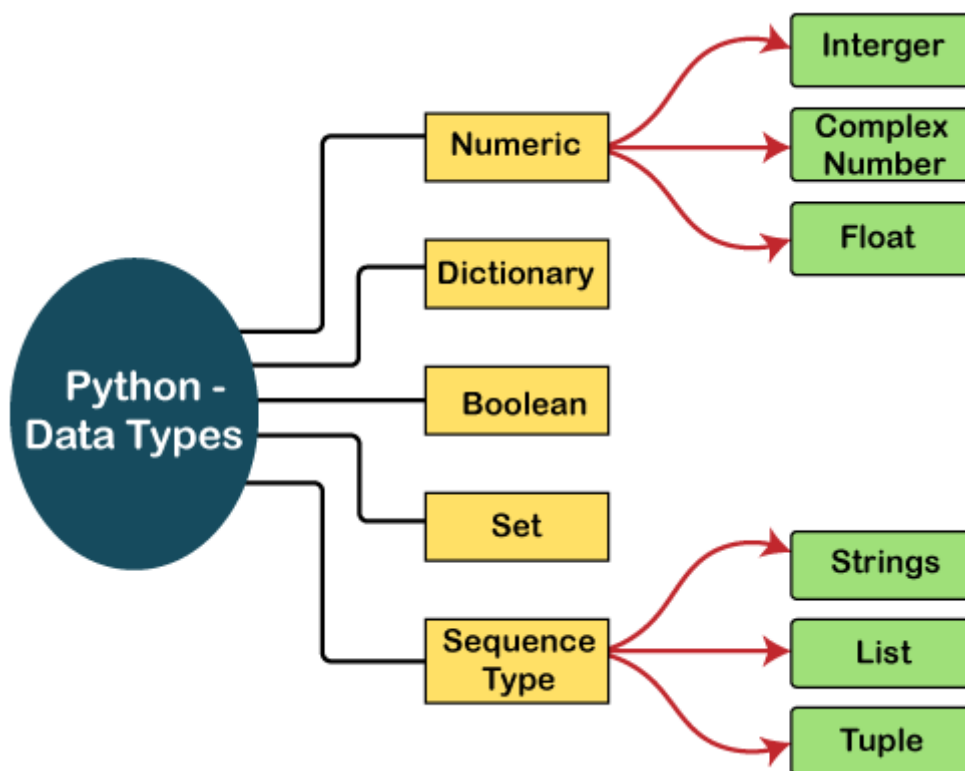 Python -
Data Types
Numeric
Dictionary
Boolean
Set
Sequence
Type
Interger
Complex
Number
Float
Strings
List
Tuple